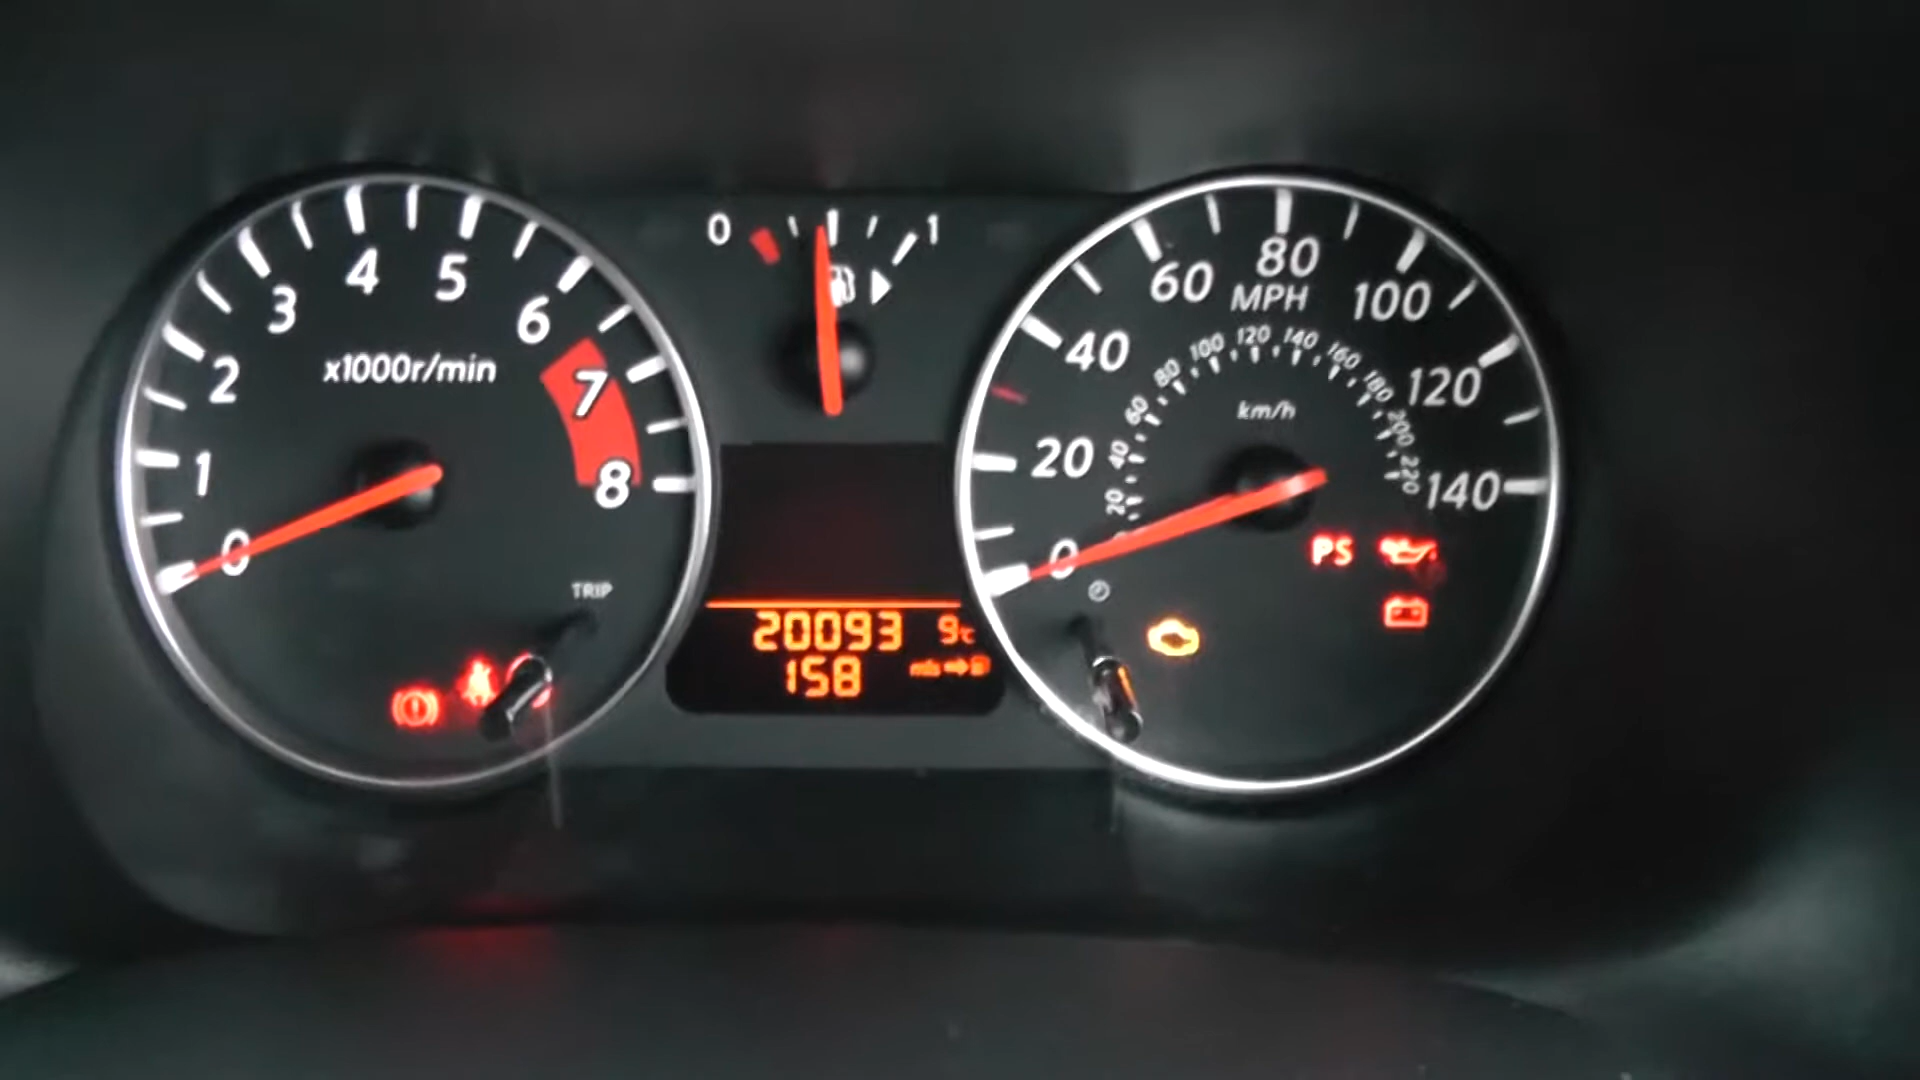 0 1 2 3 4 5 6 7 8
x1000r/min
TRIP
0 1
20093 9℃
158 mls
0 20 40 60 80 100 120 140
MPH
20 40 60 80 100 120 140 160 180 200 220
km/h
PS